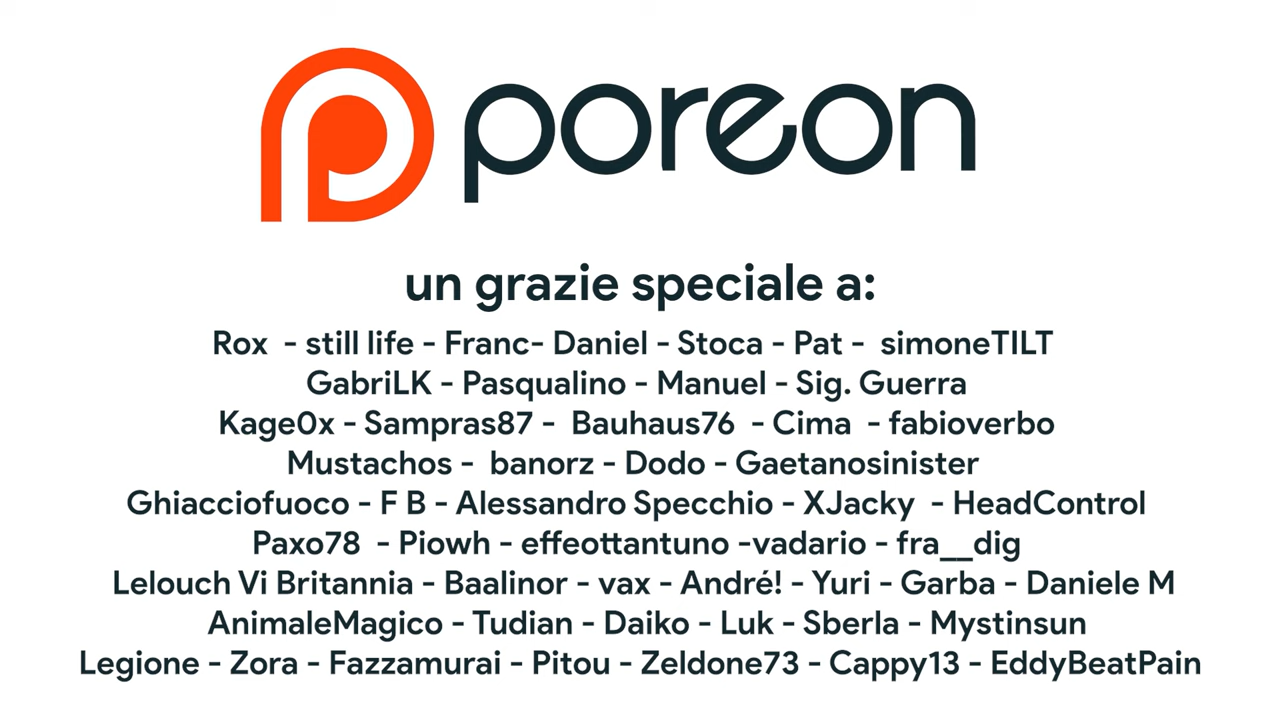 poreon
un grazie speciale a:
Rox - still life - Franc- Daniel - Stoca - Pat - simoneTILT
GabriLK - Pasqualino - Manuel - Sig. Guerra
Kage0x - Sampras87 - Bauhaus76 - Cima - fabioverbo
Mustachos - banorz - Dodo - Gaetanosinister
Ghiacciofuoco - F B - Alessandro Specchio - XJacky - HeadControl
Paxo78 - Piowh - effeottantuno -vadario - fra__dig
Lelouch Vi Britannia - Baalinor - vax - André! - Yuri - Garba - Daniele M
AnimaleMagico - Tudian - Daiko - Luk - Sberla - Mystinsun
Legione - Zora - Fazzamurai - Pitou - Zeldone73 - Cappy13 - EddyBeatPain